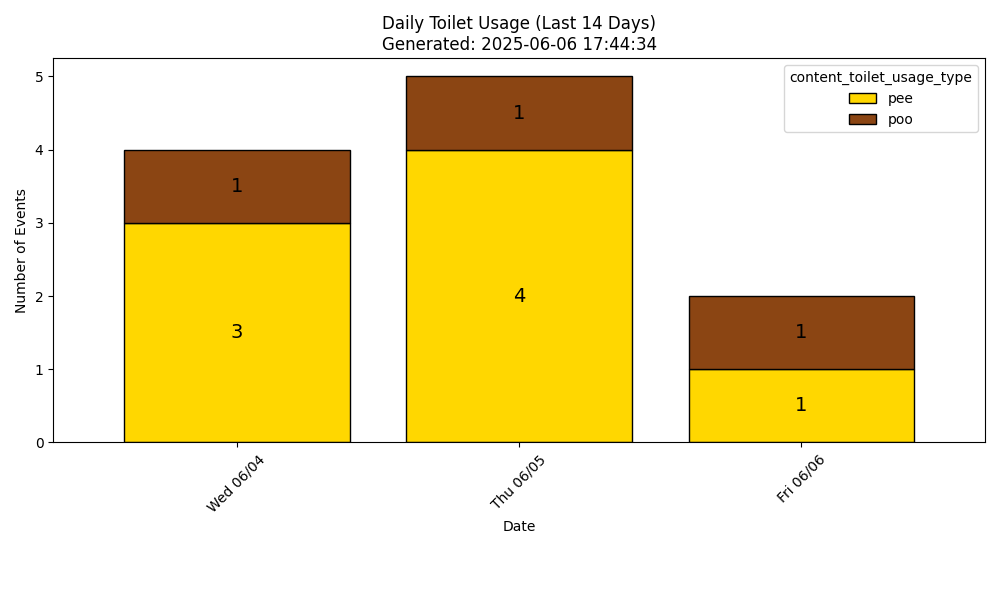 Daily Toilet Usage (Last 14 Days)
Generated: 2025-06-06 17:44:34
content_toilet_usage_type
pee
poo
Number of Events
5
4
3
2
1
0
1
3
1
4
1
1
Wed 06/04
Thu 06/05
Fri 06/06
Date